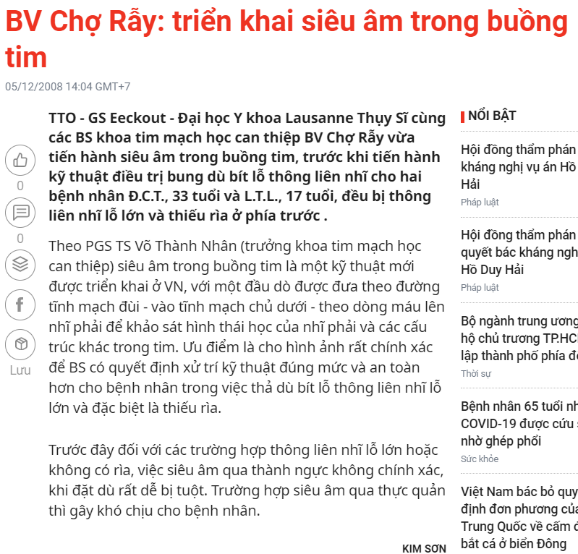 BV Chợ Rẫy: triển khai siêu âm trong buồng
tim
05/12/2008 14:04 GMT+7
TTO - GS Eeckout - Đại học Y khoa Lausanne Thụy Sĩ cùng
các BS khoa tim mạch học can thiệp BV Chợ Rẫy vừa
tiến hành siêu âm trong buồng tim, trước khi tiến hành
kỹ thuật điều trị bung dù bít lỗ thông liên nhĩ cho hai
bệnh nhân Đ.C.T., 33 tuổi và L.T.L., 17 tuổi, đều bị thông
liên nhĩ lỗ lớn và thiếu rìa ở phía trước .
0
0
Lưu
Theo PGS TS Võ Thành Nhân (trưởng khoa tim mạch học
can thiệp) siêu âm trong buồng tim là một kỹ thuật mới
được triển khai ở VN, với một đầu dò được đưa theo đường
tĩnh mạch đùi - vào tĩnh mạch chủ dưới - theo dòng máu lên
nhĩ phải để khảo sát hình thái học của nhĩ phải và các cấu
trúc khác trong tim. Ưu điểm là cho hình ảnh rất chính xác
để BS có quyết định xử trí kỹ thuật đúng mức và an toàn
hơn cho bệnh nhân trong việc thả dù bít lỗ thông liên nhĩ lỗ
lớn và đặc biệt là thiếu rìa.
Trước đây đối với các trường hợp thông liên nhĩ lỗ lớn hoặc
không có rìa, việc siêu âm qua thành ngực không chính xác,
khi đặt dù rất dễ bị tuột. Trường hợp siêu âm qua thực quản
thì gây khó chịu cho bệnh nhân.
KIM SƠN
NỔI BẬT
Hội đồng thẩm phán
kháng nghị vụ án Hồ
Hải
Pháp luật
Hội đồng thẩm phán
quyết bác kháng ngh
Hồ Duy Hải
Pháp luật
Bộ ngành trung ương
hộ chủ trương TP.HC
lập thành phố phía đ
Thời sự
Bệnh nhân 65 tuổi nh
COVID-19 được cứu
nhờ ghép phổi
Sức khỏe
Việt Nam bác bỏ quy
định đơn phương của
Trung Quốc về cấm đ
bắt cá ở biển Đông